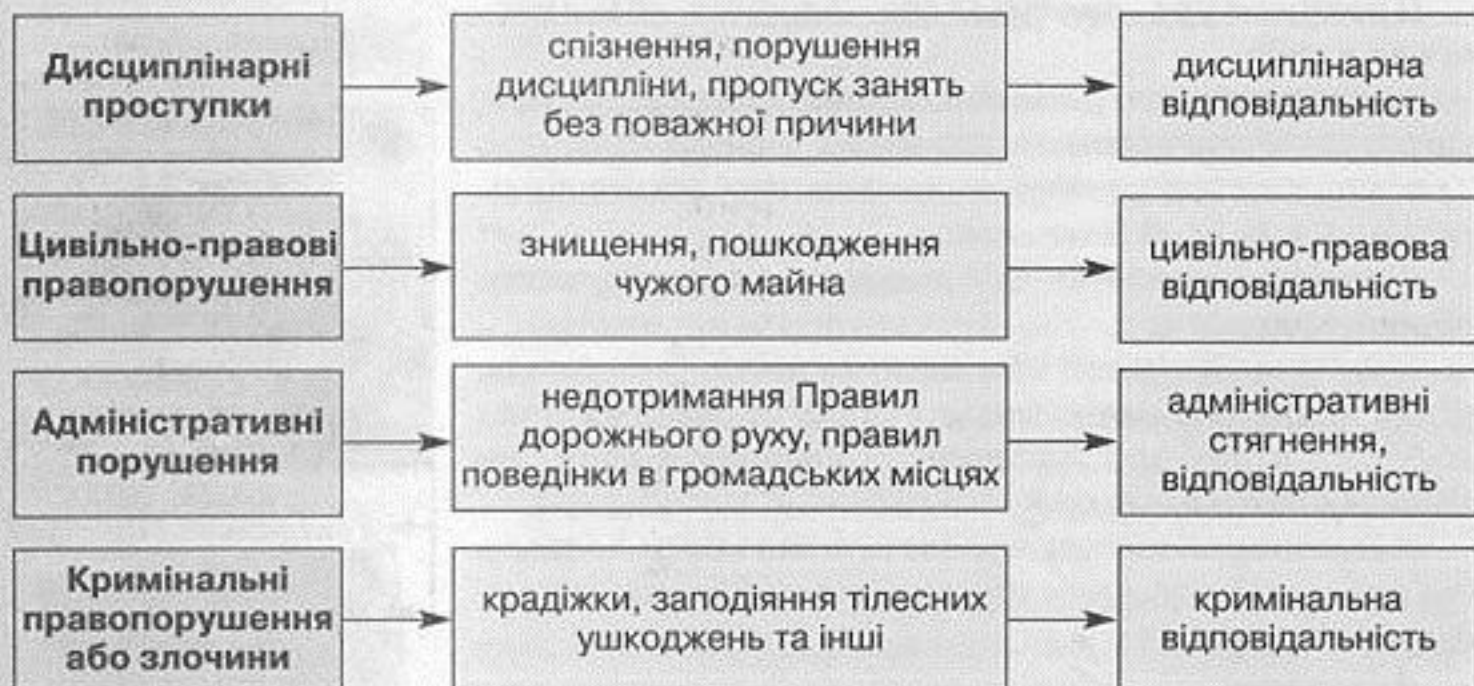 Дисциплінарні
проступки
спізнення, порушення
дисципліни, пропуск занять
без поважної причини
дисциплінарна
відповідальність
Цивільно-правові
правопорушення
знищення, пошкодження
чужого майна
цивільно-правова
відповідальність
Адміністративні
порушення
недотримання Правил
дорожнього руху, правил
поведінки в громадських місцях
адміністративні
стягнення,
відповідальність
Кримінальні
правопорушення
або злочини
крадіжки, заподіяння тілесних
ушкоджень та інші
кримінальна
відповідальність